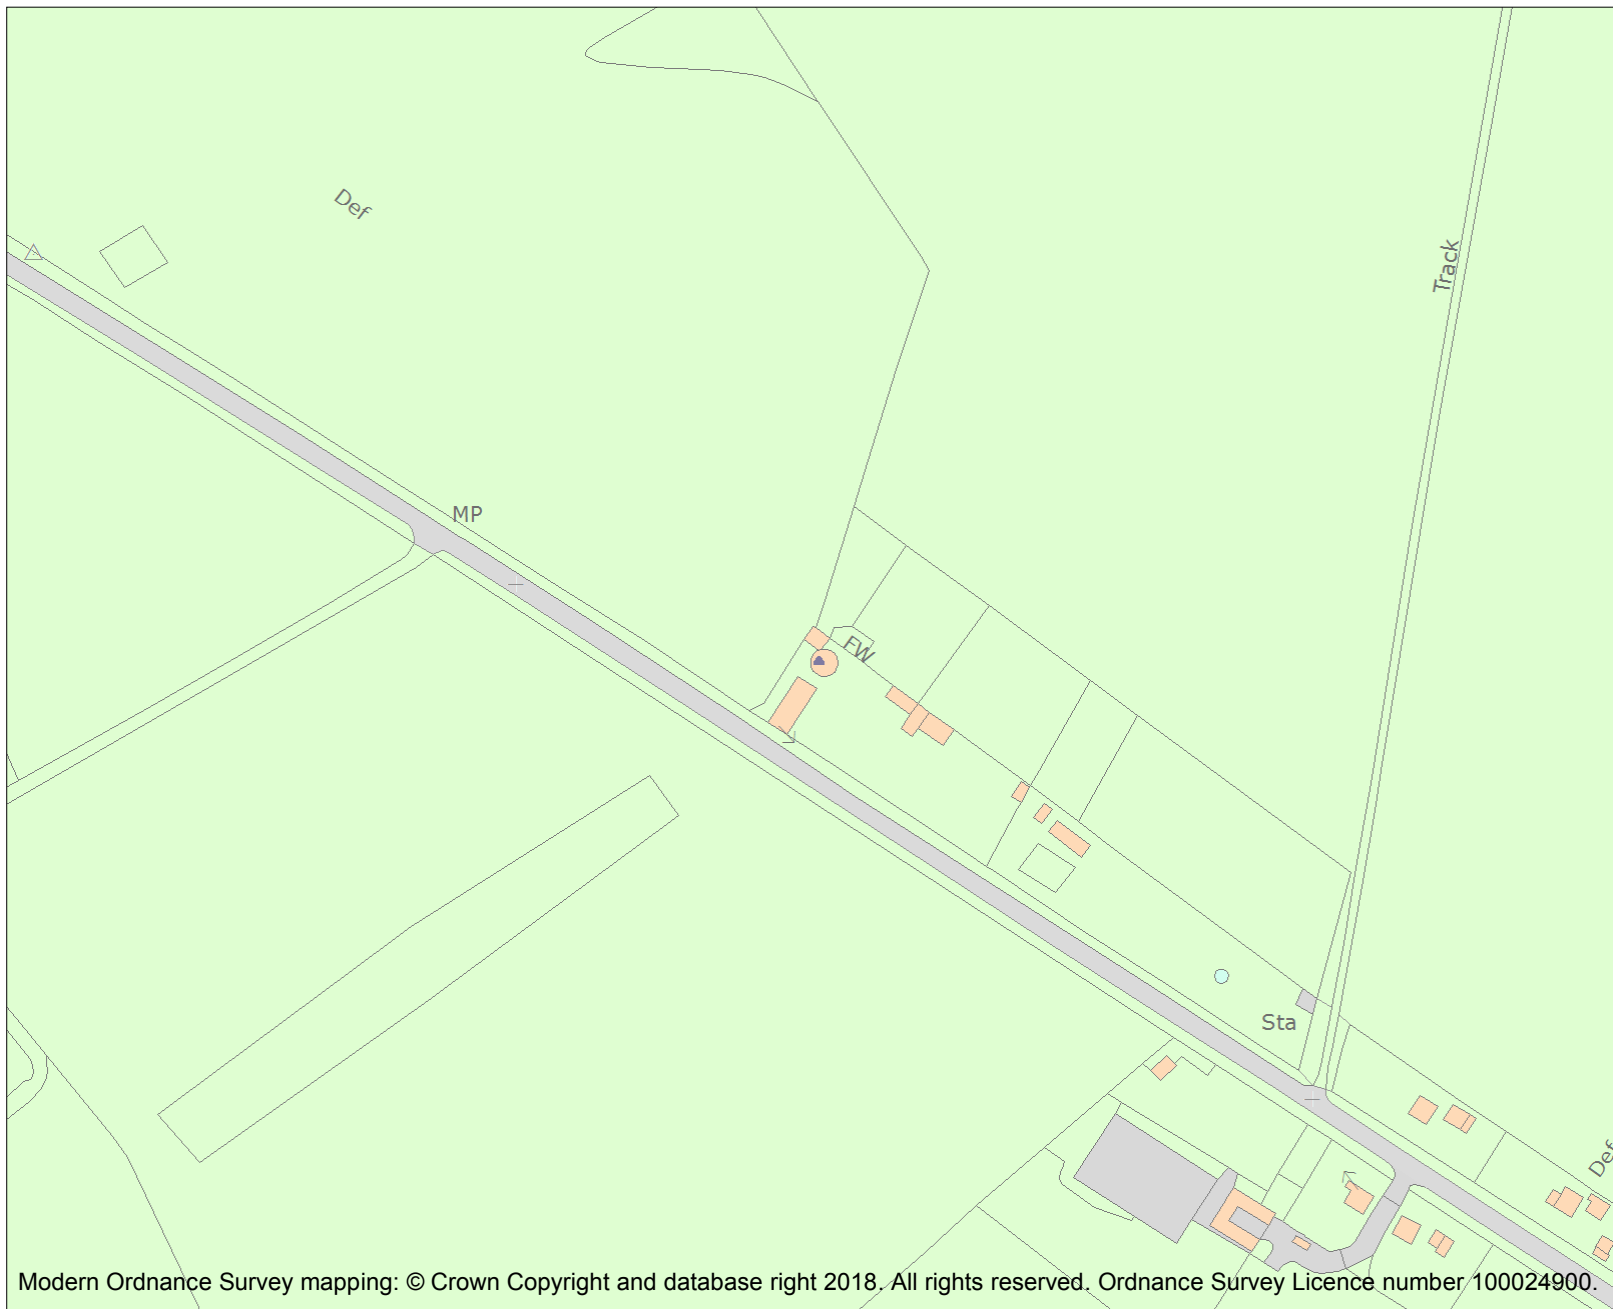 Def
Track
MP
FW
Sta
Def
Modern Ordnance Survey mapping: © Crown Copyright and database right 2018. All rights reserved. Ordnance Survey Licence number 100024900.